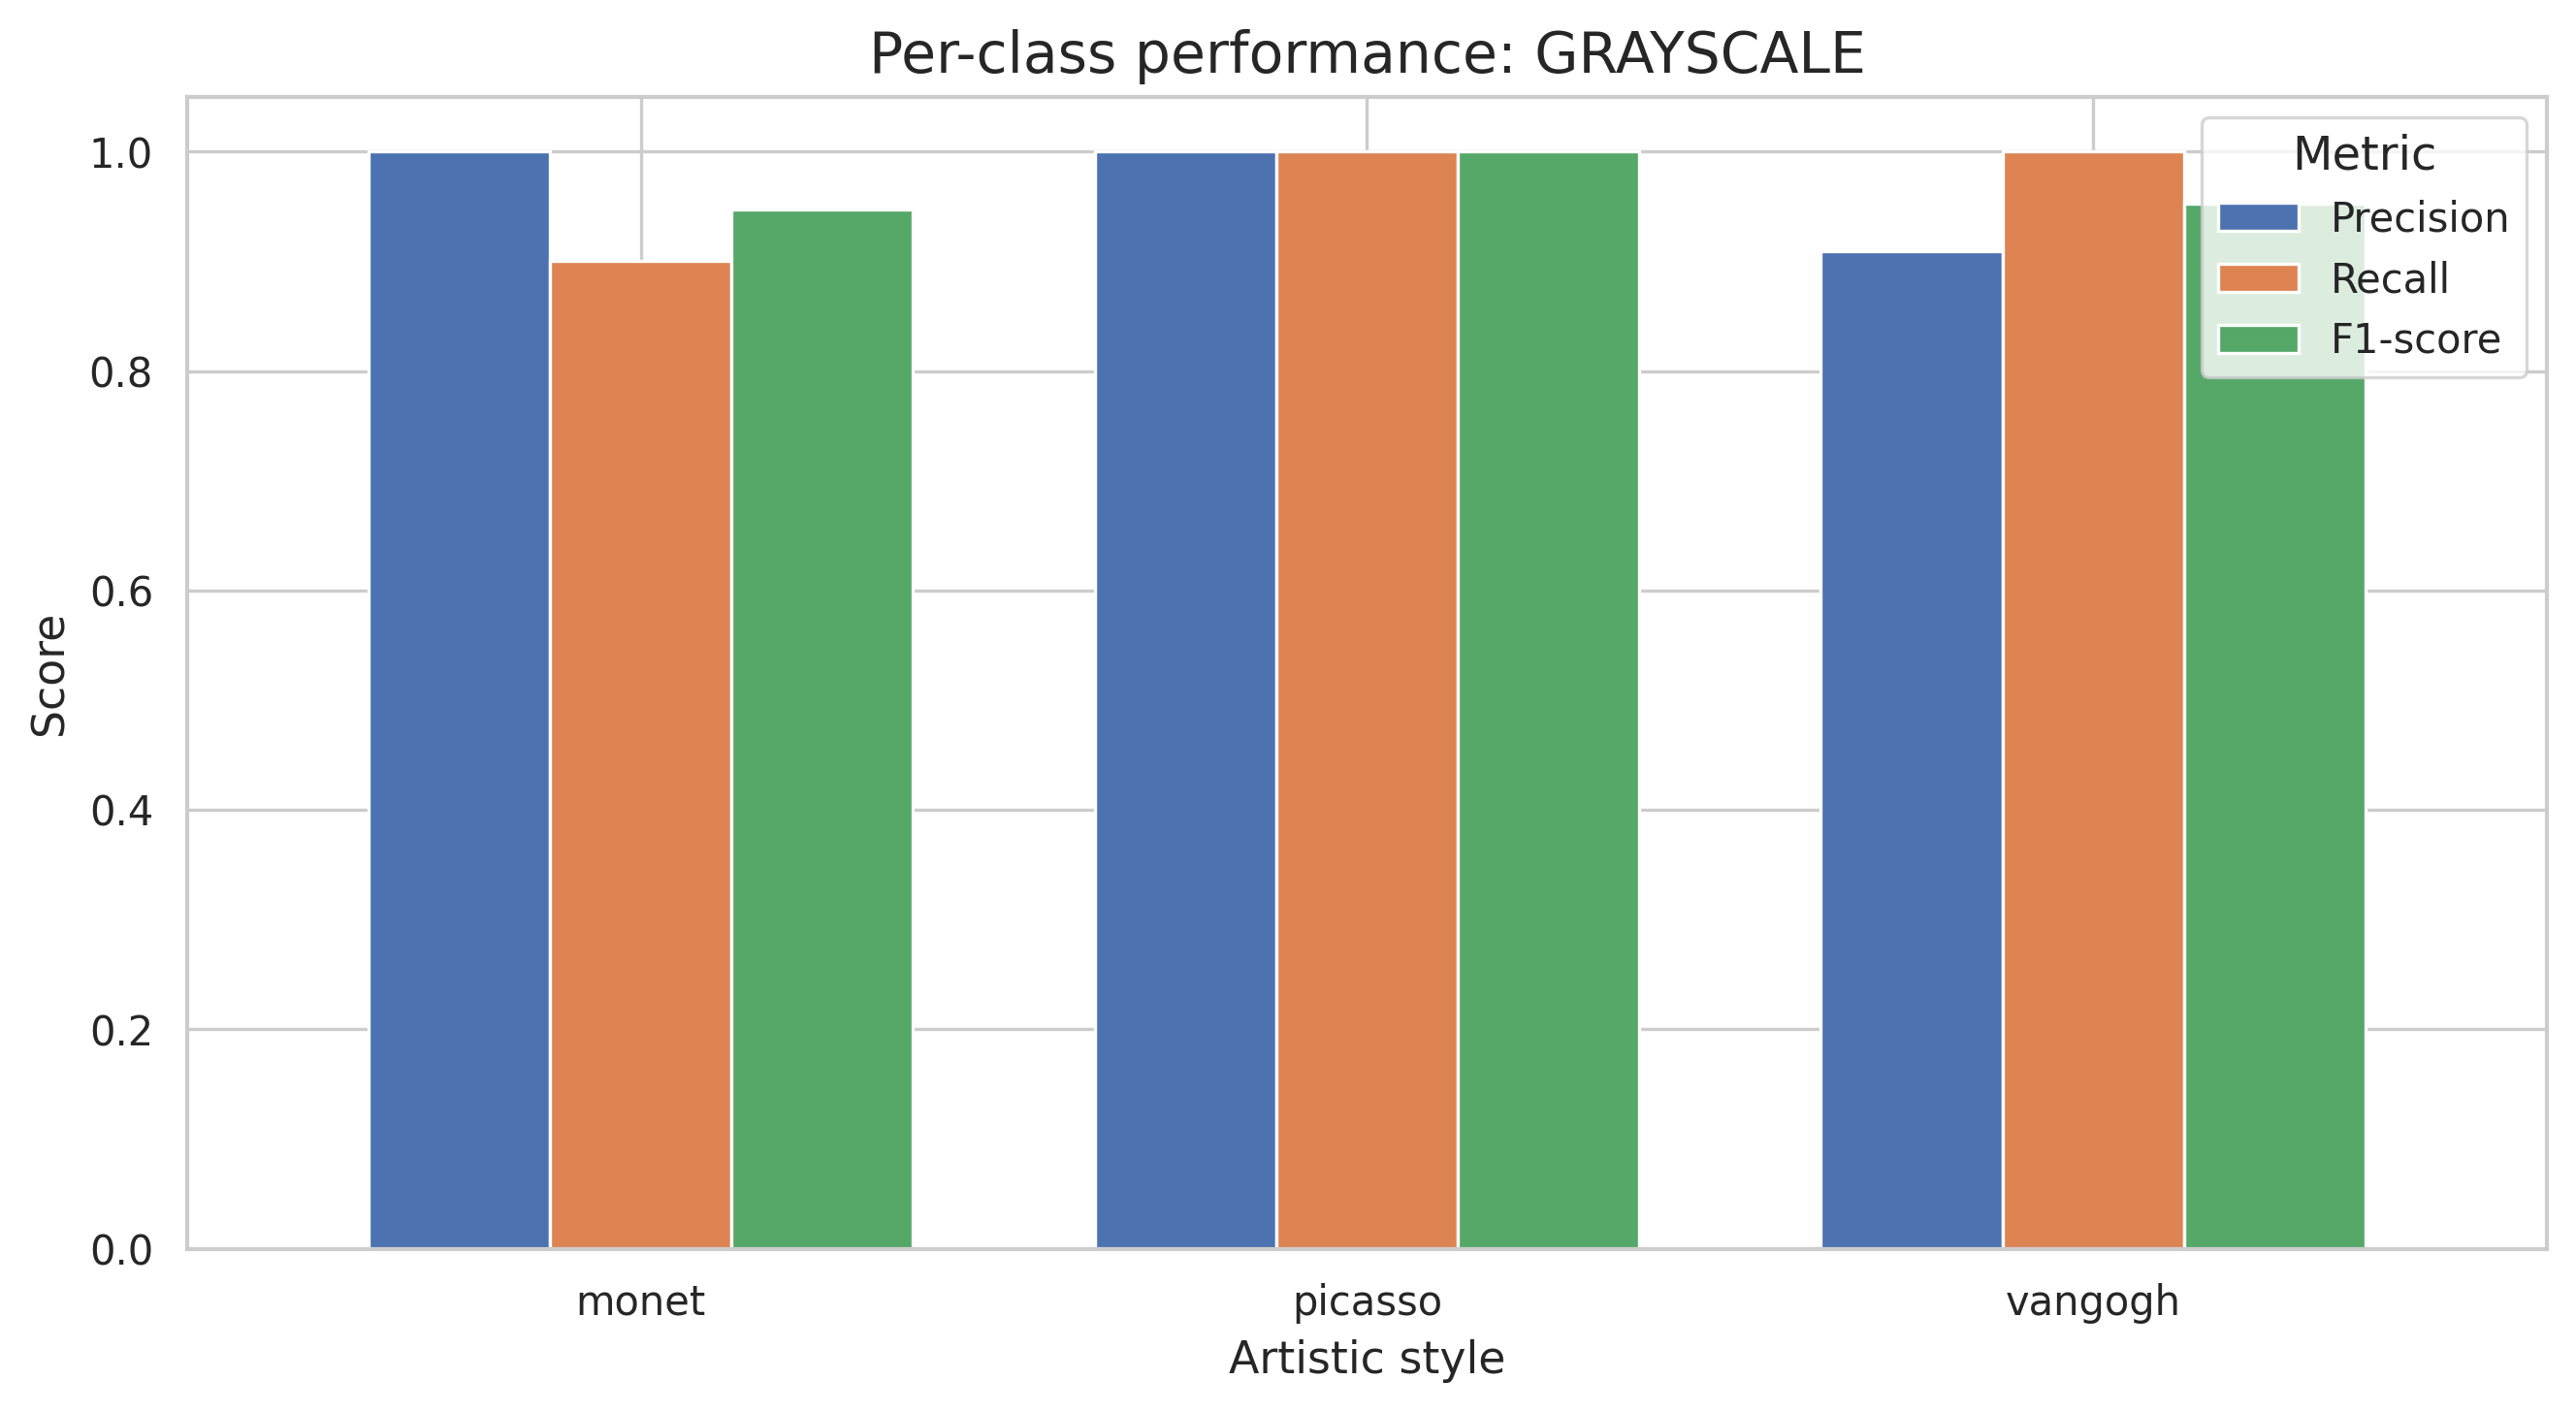 Per-class performance: GRAYSCALE
Metric
Precision
Recall
F1-score
1.0
0.8
0.6
0.4
0.2
0.0
Score
monet
picasso
vangogh
Artistic style